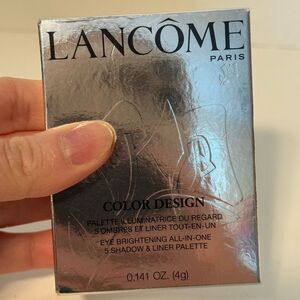 LANCÔME
PARIS
COLOR DESIGN
PALETTE ILLUMINATRICE DU REGARD
5 OMBRES ET LINER TOUT-EN-UN
EYE BRIGHTENING ALL-IN-ONE
5 SHADOW & LINER PALETTE
0.141 OZ. (4g)